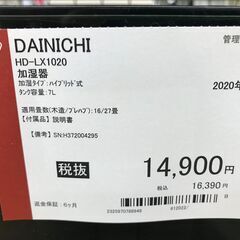 DAINICHI
管理
HD-LX1020
加湿器
2020年
加湿タイプ:ハイブリッド式
タンク容量:7L
適用畳数(木造/プレハブ):16/27畳
【付属品】説明書
【備考】SN:H372004295
税抜
14,900円
税込
16,390円
返金保証:6ヶ月